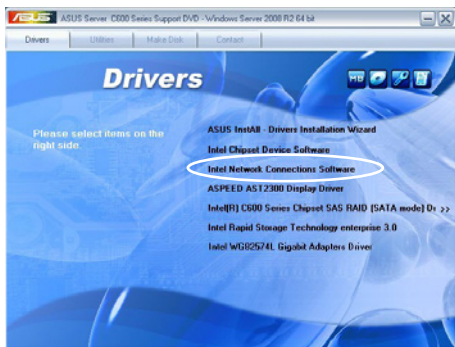 ASUS Server C600 Series Support DVD - Windows Server 2008 R2 64 bit
Drivers
Utilities
Make Disk
Contact
Drivers
Please select items on the
right side.
ASUS InstAll - Drivers Installation Wizard
Intel Chipset Device Software
Intel Network Connections Software
ASPEED AST2300 Display Driver
Intel(R) C600 Series Chipset SAS RAID (SATA mode) Dr >>
Intel Rapid Storage Technology enterprise 3.0
Intel WG82574L Gigabit Adapters Driver